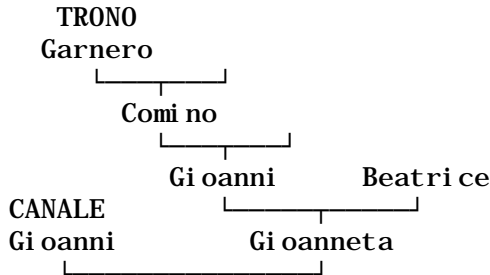 TRONO
Garnero
Comino
Gioanni Beatrice
CANALE
Gioanni Gioanneta